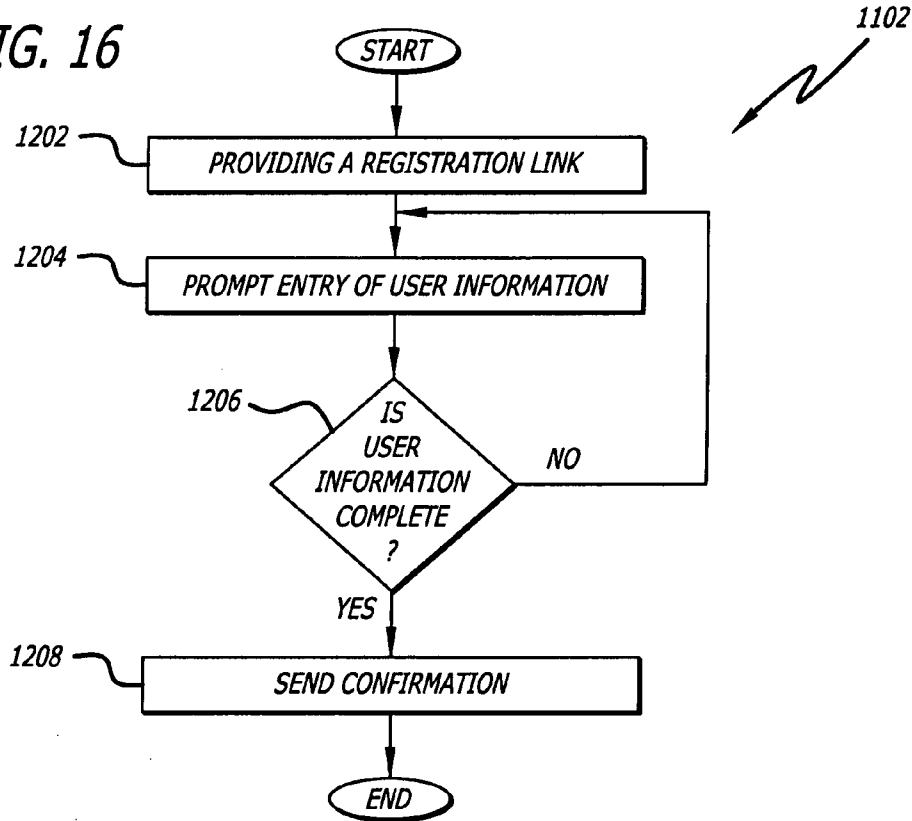 IG. 16
START
1102
1202
PROVIDING A REGISTRATION LINK
1204
PROMPT ENTRY OF USER INFORMATION
1206
IS
USER
INFORMATION
COMPLETE
?
NO
YES
1208
SEND CONFIRMATION
END